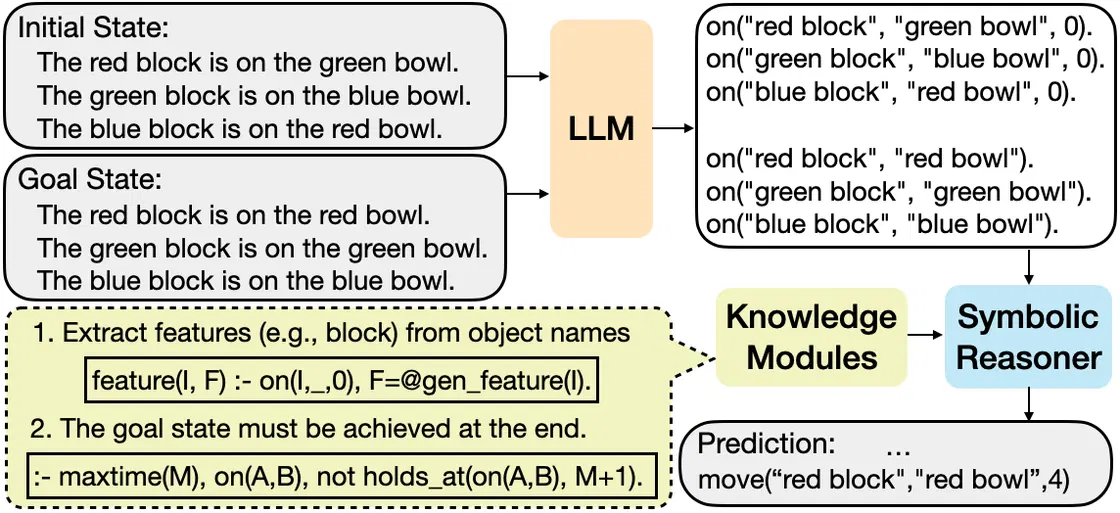 Initial State:
The red block is on the green bowl.
The green block is on the blue bowl.
The blue block is on the red bowl.
Goal State:
The red block is on the red bowl.
The green block is on the green bowl.
The blue block is on the blue bowl.
LLM
on("red block", "green bowl", 0).
on("green block", "blue bowl", 0).
on("blue block", "red bowl", 0).
on("red block", "red bowl").
on("green block", "green bowl").
on("blue block", "blue bowl").
1. Extract features (e.g., block) from object names
feature(I, F) :- on(I,_,0), F=@gen_feature(I).
2. The goal state must be achieved at the end.
:- maxtime(M), on(A,B), not holds_at(on(A,B), M+1).
Knowledge
Modules
Symbolic
Reasoner
Prediction: ...
move(“red block","red bowl”,4)